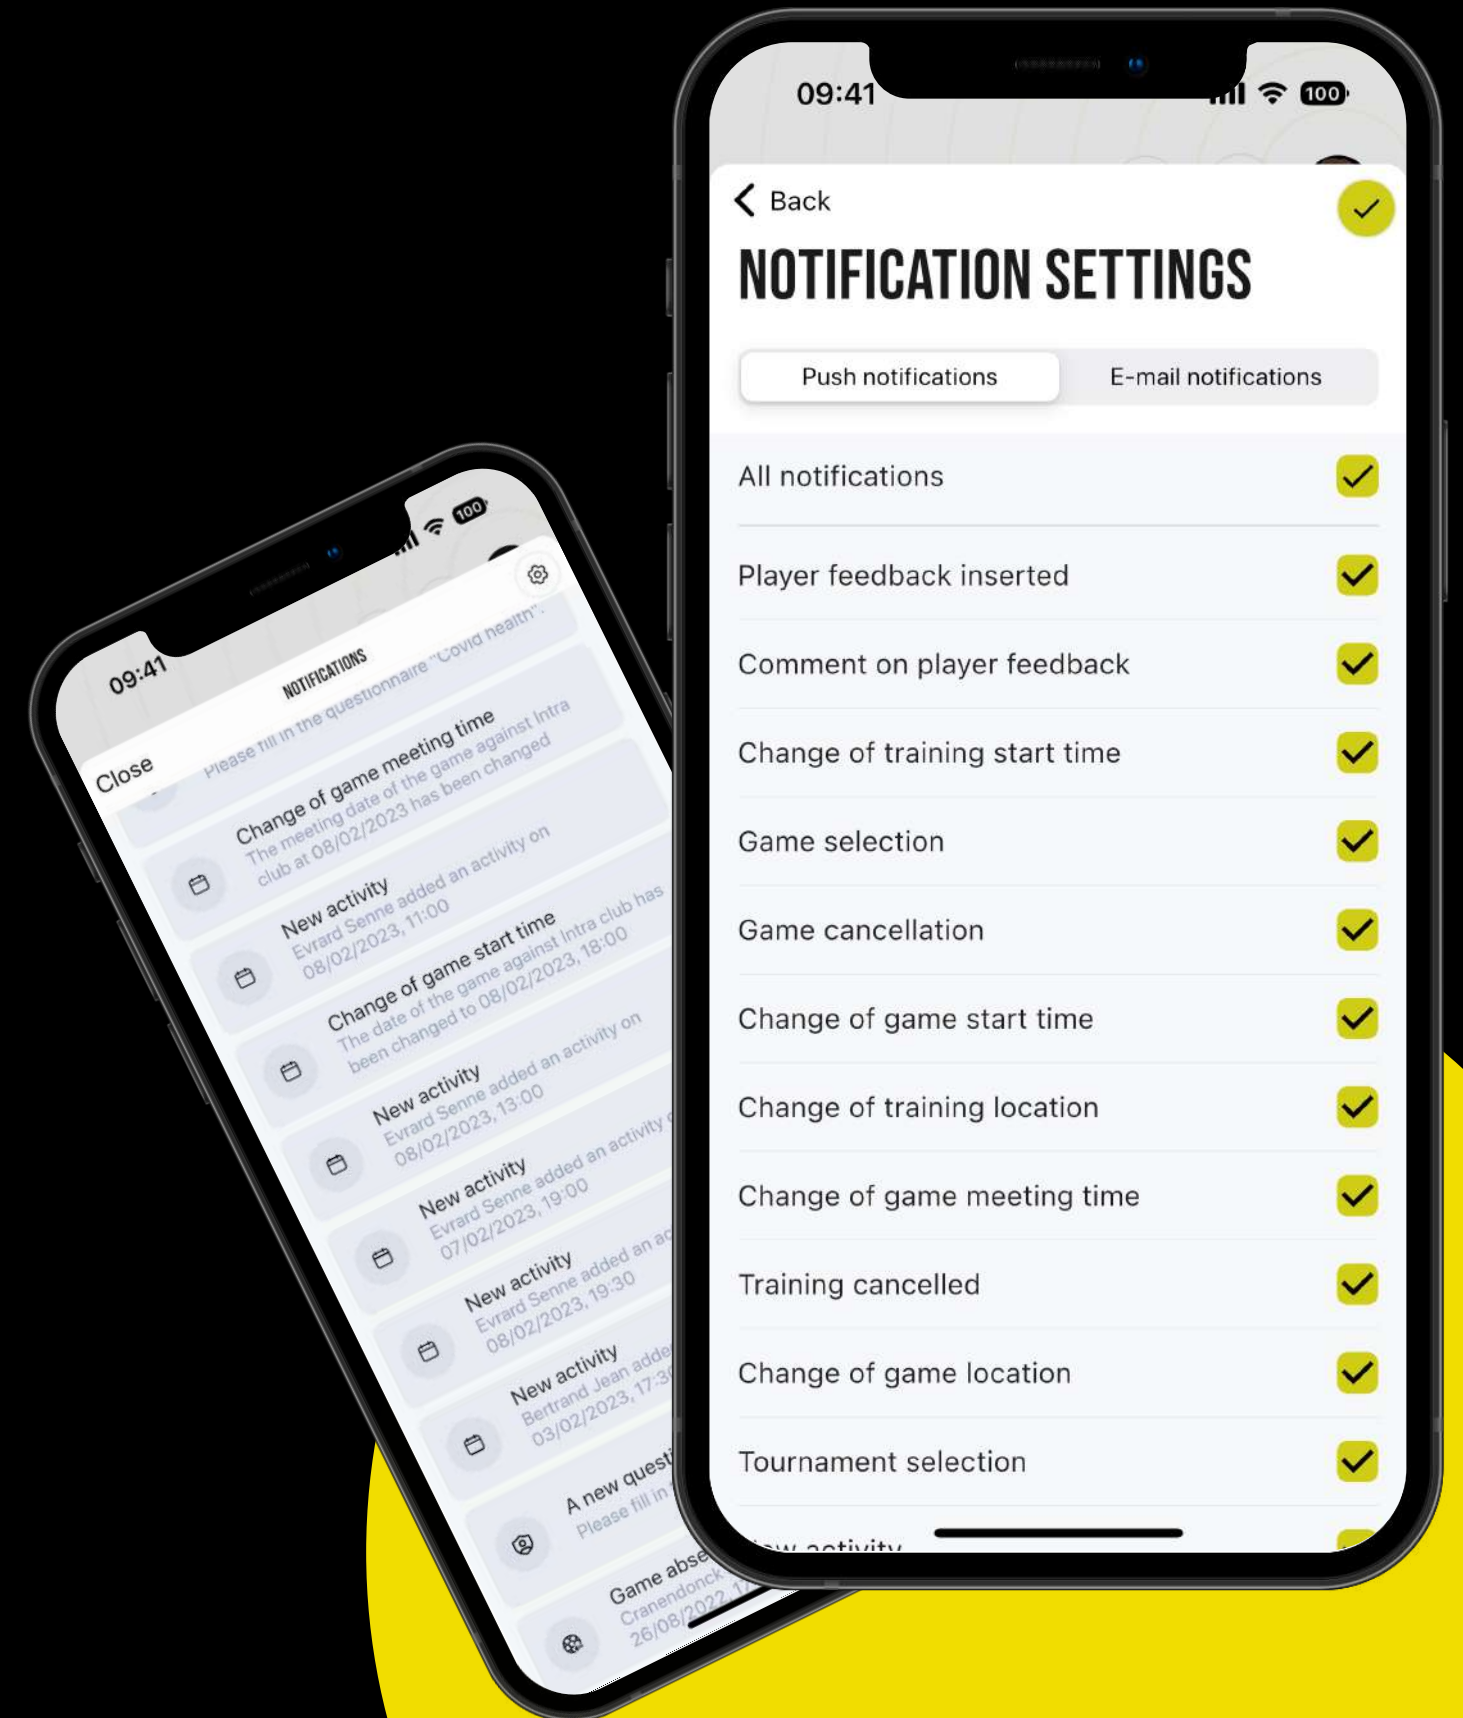 09:41
100
Back
NOTIFICATION SETTINGS
Push notifications
E-mail notifications
All notifications
Player feedback inserted
Comment on player feedback
Change of training start time
Game selection
Game cancellation
Change of game start time
Change of training location
Change of game meeting time
Training cancelled
Change of game location
Tournament selection
activity
09:41
100
NOTIFICATIONS
Close
Please fill in the questionnaire "Covid health".
Change of game meeting time
The meeting date of the game against Intra
club at 08/02/2023 has been changed
New activity
Evrard Senne added an activity on
08/02/2023, 11:00
Change of game start time
The date of the game against Intra club has
been changed to 08/02/2023, 18:00
New activity
Evrard Senne added an activity on
08/02/2023, 13:00
New activity
Evrard Senne added an activity
07/02/2023, 19:00
New activity
Evrard Senne added an
08/02/2023, 19:30
New activity
Bertrand Jean
03/02/2023,
A new
Please fill in
Game
Cranendonck
26/08/2022,